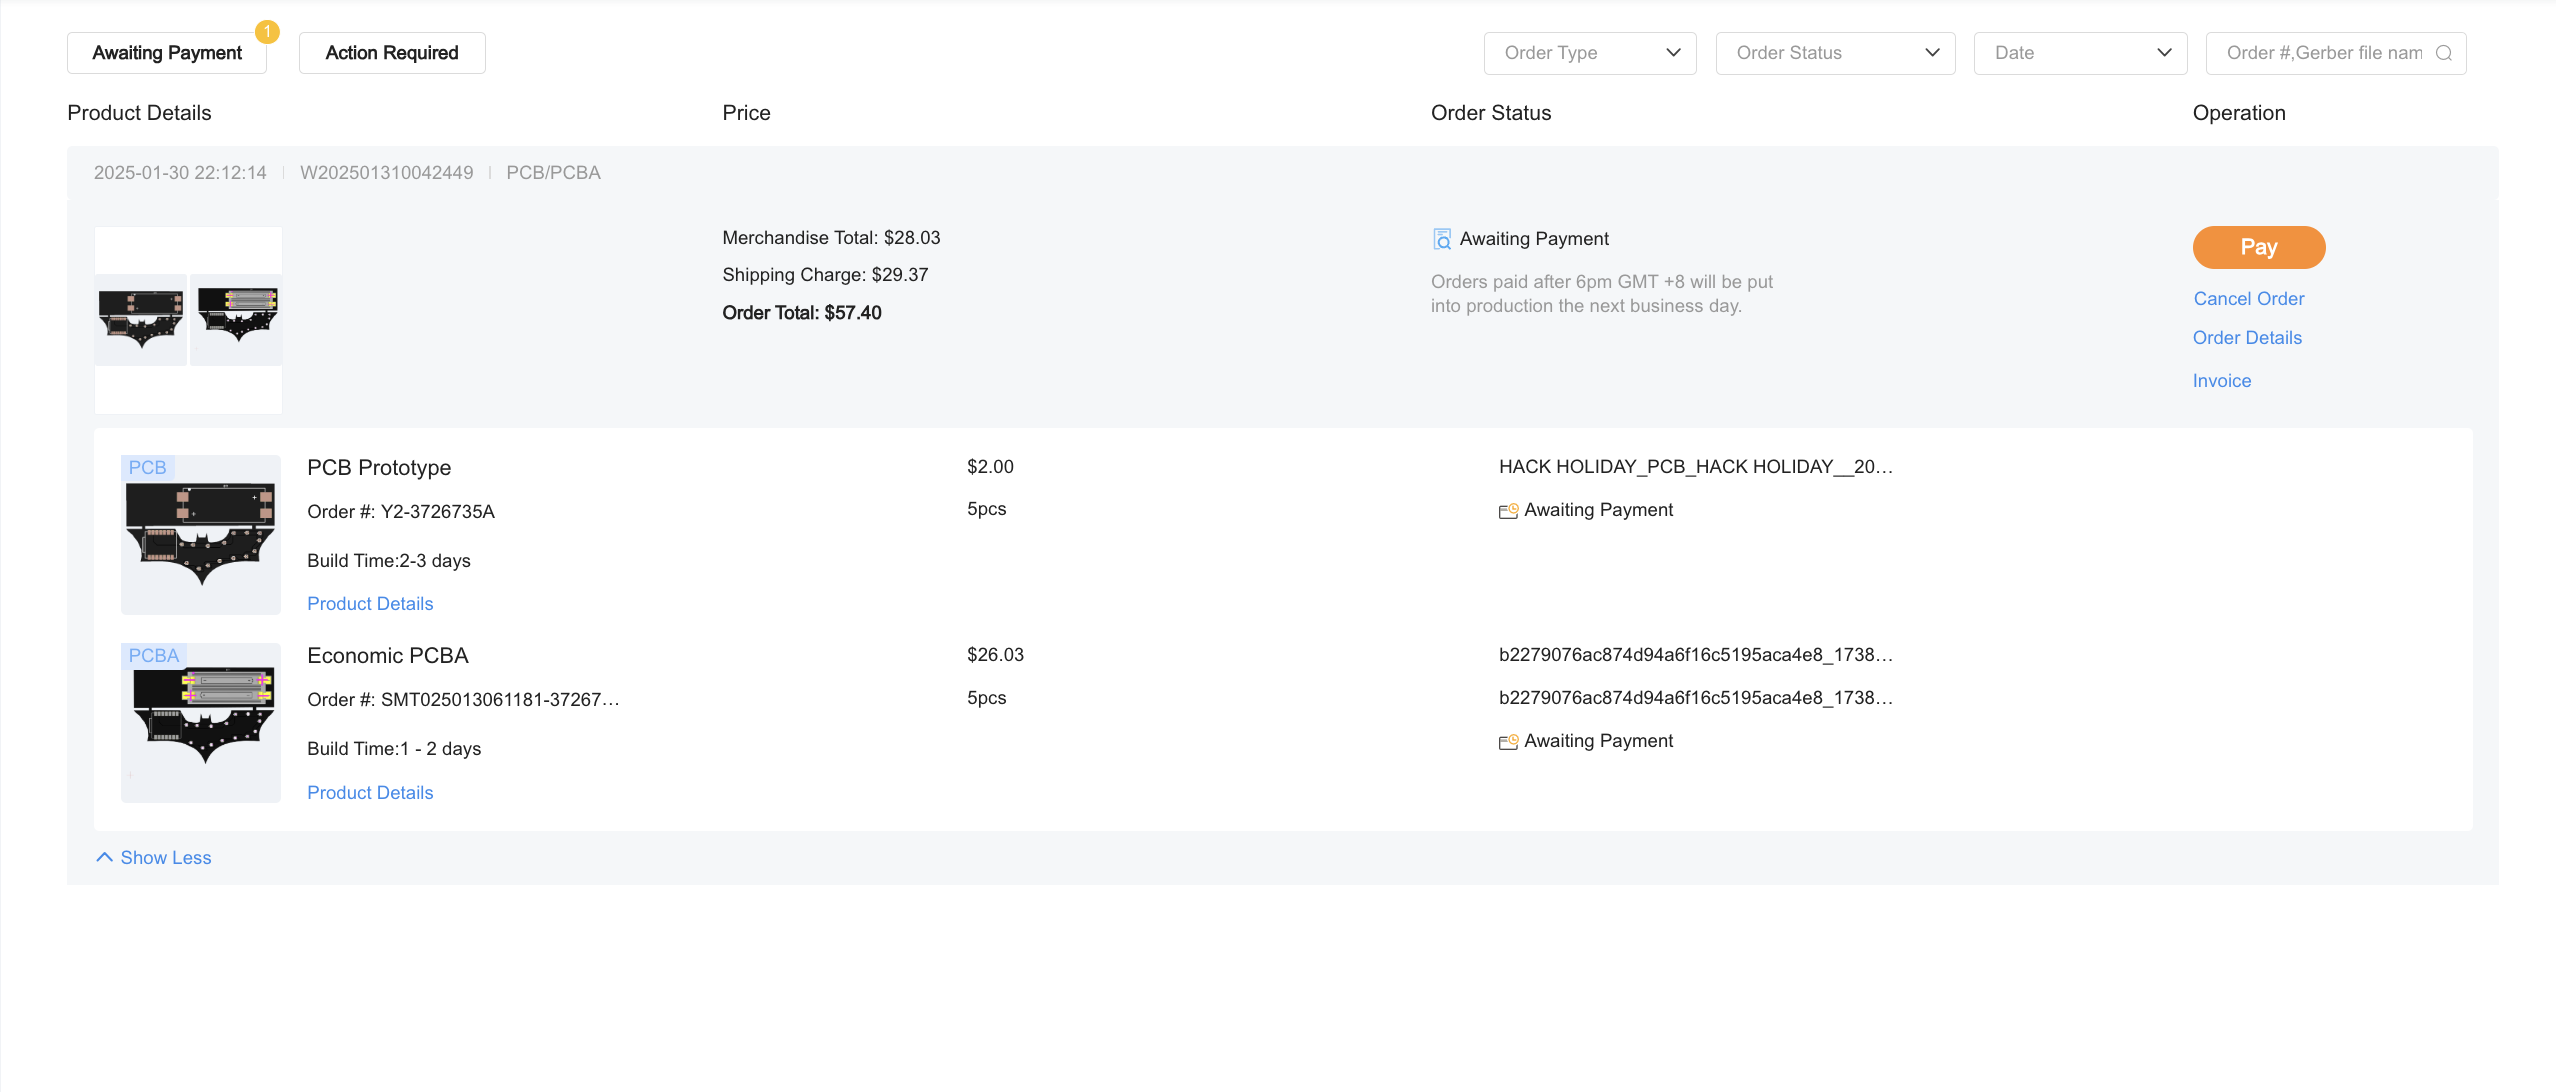 Awaiting Payment
1
Action Required
Order Type
Order Status
Date
Order #,Gerber file nam
Product Details
Price
Order Status
Operation
2025-01-30 22:12:14
W202501310042449
PCB/PCBA
Merchandise Total: $28.03
Shipping Charge: $29.37
Order Total: $57.40
Awaiting Payment
Orders paid after 6pm GMT +8 will be put
into production the next business day.
Pay
Cancel Order
Order Details
Invoice
PCB
PCB Prototype
Order #: Y2-3726735A
Build Time:2-3 days
Product Details
$2.00
5pcs
HACK HOLIDAY_PCB_HACK HOLIDAY__20...
Awaiting Payment
PCBA
Economic PCBA
Order #: SMT025013061181-37267...
Build Time:1 - 2 days
Product Details
$26.03
5pcs
b2279076ac874d94a6f16c5195aca4e8_1738...
b2279076ac874d94a6f16c5195aca4e8_1738...
Awaiting Payment
Show Less